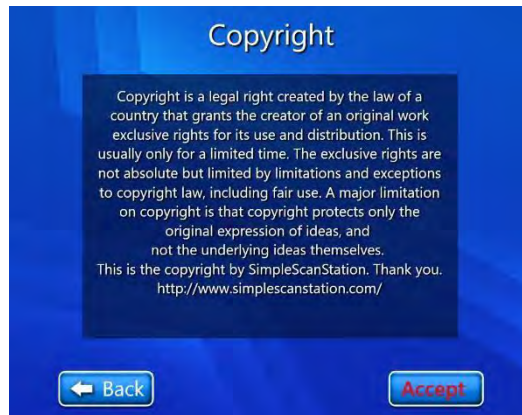 Copyright
Copyright is a legal right created by the law of a
country that grants the creator of an original work
exclusive rights for its use and distribution. This is
usually only for a limited time. The exclusive rights are
not absolute but limited by limitations and exceptions
to copyright law, including fair use. A major limitation
on copyright is that copyright protects only the
original expression of ideas, and
not the underlying ideas themselves.
This is the copyright by SimpleScanStation. Thank you.
http://www.simplescanstation.com/
Back
Accept